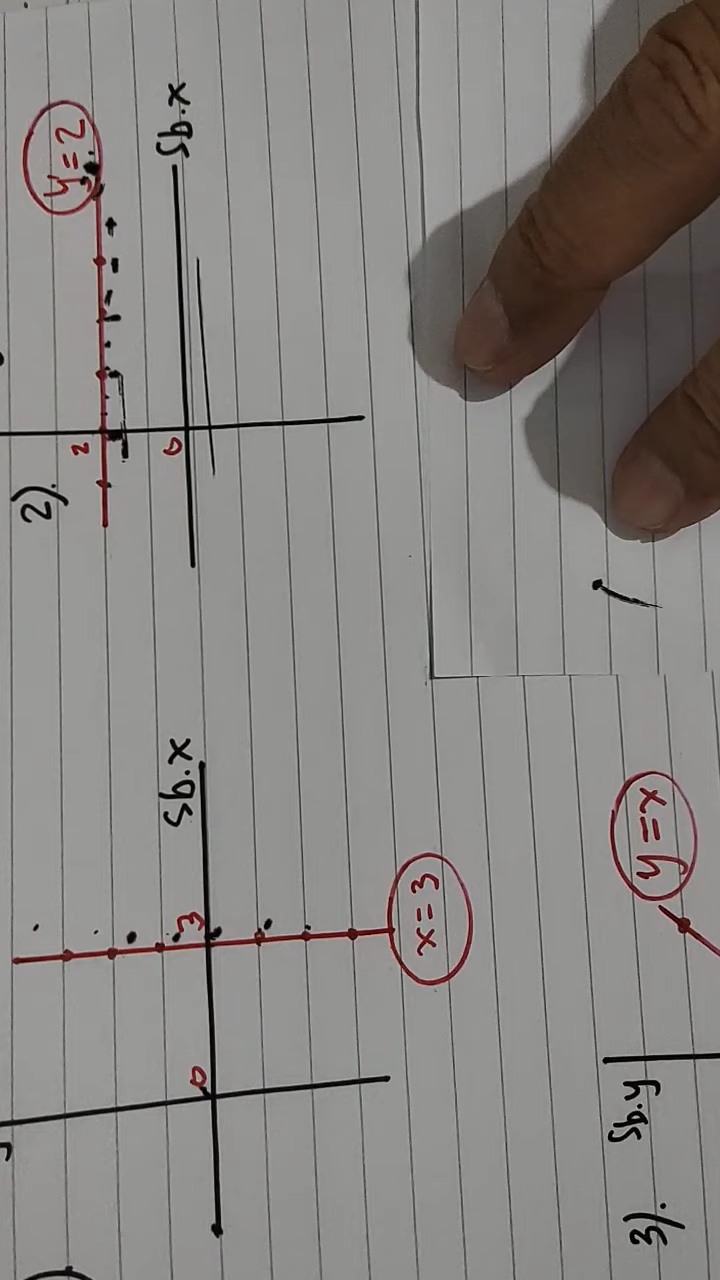 Sb.x
3
0
x = 3
2).
y = 2
2
0
Sb.x
3). Sb.y
y = x